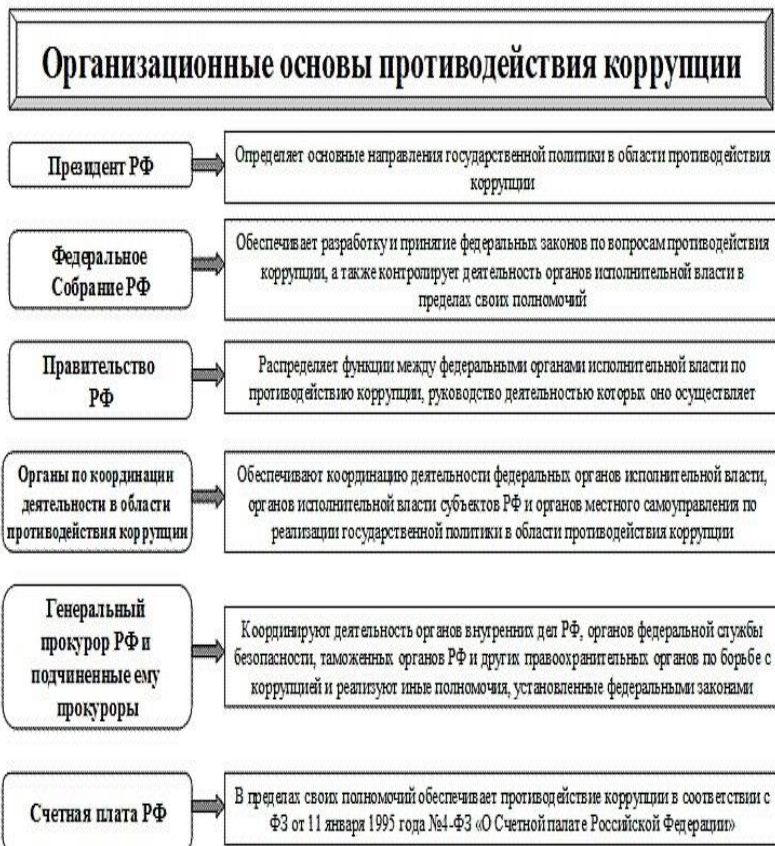 Организационные основы противодействия коррупции
Президент РФ
Определяет основные направления государственной политики в области противодействия
коррупции
Федеральное
Собрание РФ
Обеспечивает разработку и принятие федеральных законов по вопросам противодействия
коррупции, а также контролирует деятельность органов исполнительной власти в
пределах своих полномочий
Правительство
РФ
Распределяет функции между федеральными органами исполнительной власти по
противодействию коррупции, руководство деятельностью которых оно осуществляет
Органы по координации
деятельности в области
противодействия коррупции
Обеспечивают координацию деятельности федеральных органов исполнительной власти,
органов исполнительной власти субъектов РФ и органов местного самоуправления по
реализации государственной политики в области противодействия коррупции
Генеральный
прокурор РФ и
подчиненные ему
прокуроры
Координируют деятельность органов внутренних дел РФ, органов федеральной службы
безопасности, таможенных органов РФ и других правоохранительных органов по борьбе с
коррупцией и реализуют иные полномочия, установленные федеральными законами
Счетная плата РФ
В пределах своих полномочий обеспечивает противодействие коррупции в соответствии с
ФЗ от 11 января 1995 года №4-ФЗ «О Счетной палате Российской Федерации»